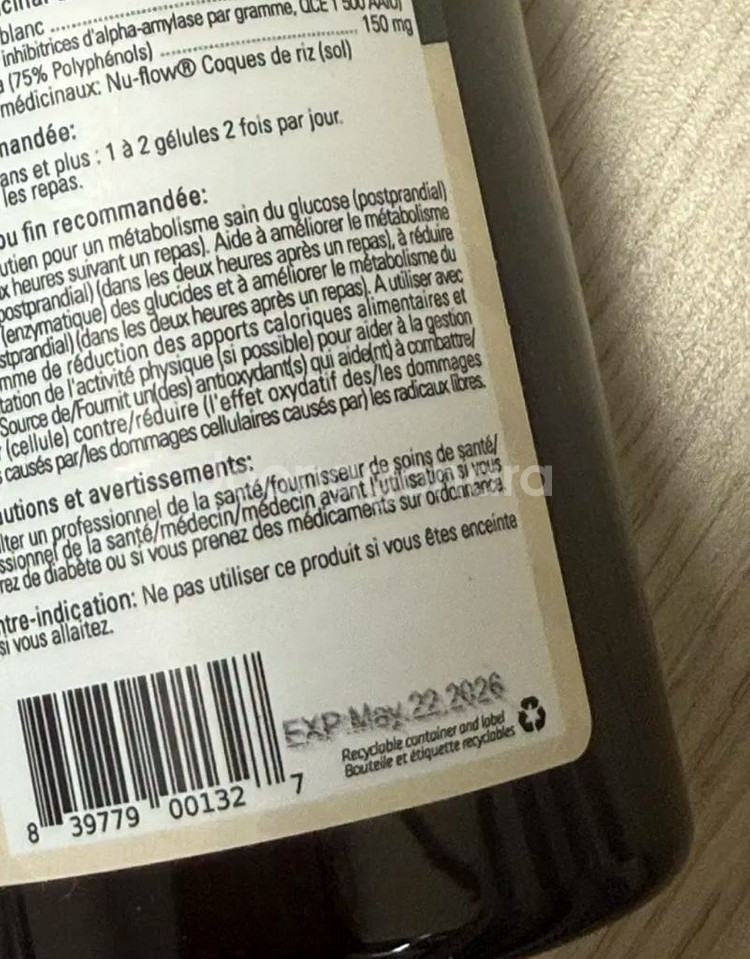 blanc
inhibitrices d'alpha-amylase par gramme, QCE 1 500 AAIU)
(75% Polyphénols) 150 mg
médicinaux: Nu-flow® Coques de riz (sol)
mandée:
ans et plus : 1 à 2 gélules 2 fois par jour.
les repas.
ou fin recommandée:
utien pour un métabolisme sain du glucose (postprandial)
x heures suivant un repas). Aide à améliorer le métabolisme
postprandial) (dans les deux heures après un repas), à réduire
(enzymatique) des glucides et à améliorer le métabolisme du
stprandial) (dans les deux heures après un repas). A utiliser avec
mme de réduction des apports caloriques alimentaires et
tation de l'activité physique (si possible) pour aider à la gestion
Source de/Fournit un(des) antioxydant(s) qui aide(nt) à combattre/
(cellule) contre/réduire (l'effet oxydatif des/les dommages
causés par/les dommages cellulaires causés par) les radicaux libres.
utions et avertissements:
lter un professionnel de la santé/fournisseur de soins de santé/
ssionnel de la santé/médecin/médecin avant l'utilisation si vous
rez de diabète ou si vous prenez des médicaments sur ordonnance.
ntre-indication: Ne pas utiliser ce produit si vous êtes enceinte
si vous allaitez.
EXP May.22.2026
Recyclable container and label
Bouteille et étiquette recyclables
8 39779 00132 7